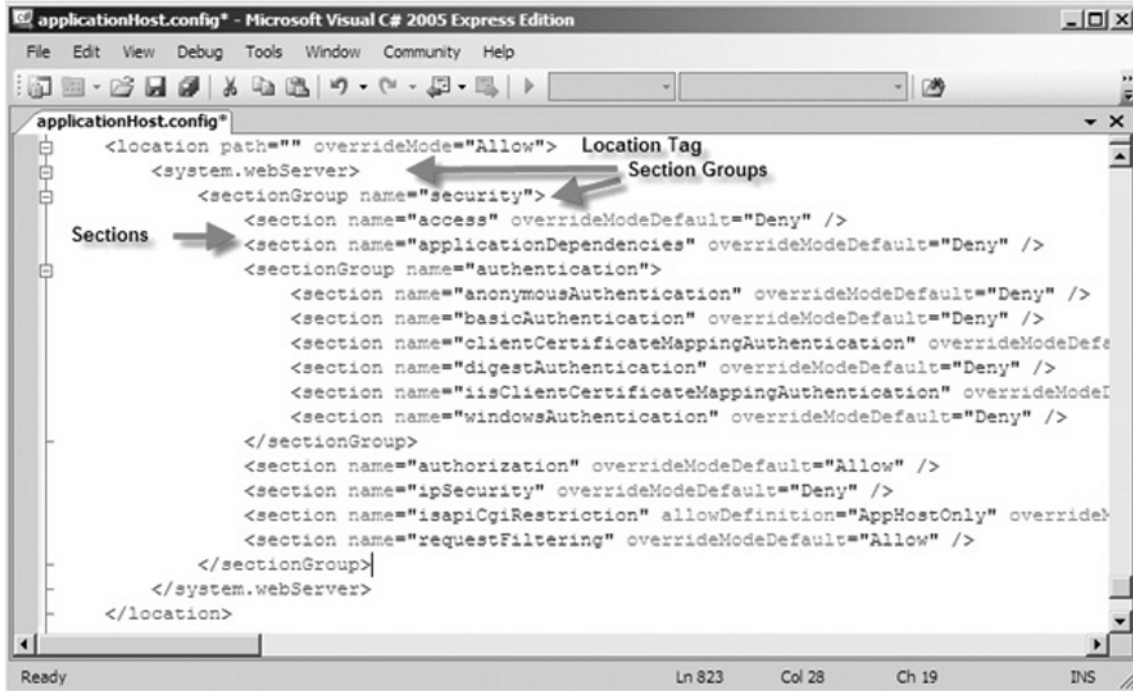 applicationHost.config* - Microsoft Visual C# 2005 Express Edition
File Edit View Debug Tools Window Community Help
applicationHost.config*
<location path="" overrideMode="Allow"> Location Tag
<system.webServer> Section Groups
<sectionGroup name="security">
<section name="access" overrideModeDefault="Deny" />
Sections
<section name="applicationDependencies" overrideModeDefault="Deny" />
<sectionGroup name="authentication">
<section name="anonymousAuthentication" overrideModeDefault="Deny" />
<section name="basicAuthentication" overrideModeDefault="Deny" />
<section name="clientCertificateMappingAuthentication" overrideModeDefa
<section name="digestAuthentication" overrideModeDefault="Deny" />
<section name="iisClientCertificateMappingAuthentication" overrideModeD
<section name="windowsAuthentication" overrideModeDefault="Deny" />
</sectionGroup>
<section name="authorization" overrideModeDefault="Allow" />
<section name="ipSecurity" overrideModeDefault="Deny" />
<section name="isapiCgiRestriction" allowDefinition="AppHostOnly" overrideM
<section name="requestFiltering" overrideModeDefault="Allow" />
</sectionGroup>
</system.webServer>
</location>
Ready Ln 823 Col 28 Ch 19 INS